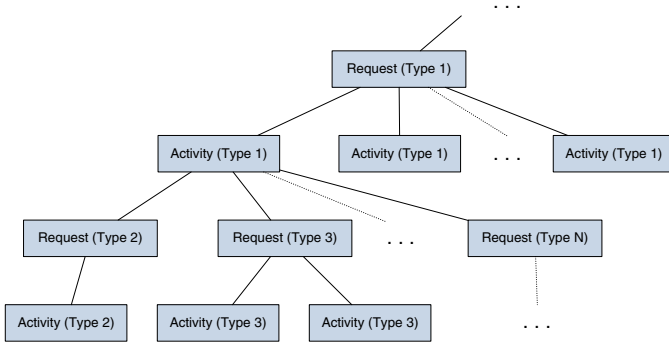 . . .
Request (Type 1)
Activity (Type 1) Activity (Type 1) . . . Activity (Type 1)
Request (Type 2) Request (Type 3) . . . Request (Type N)
Activity (Type 2) Activity (Type 3) Activity (Type 3) . . .